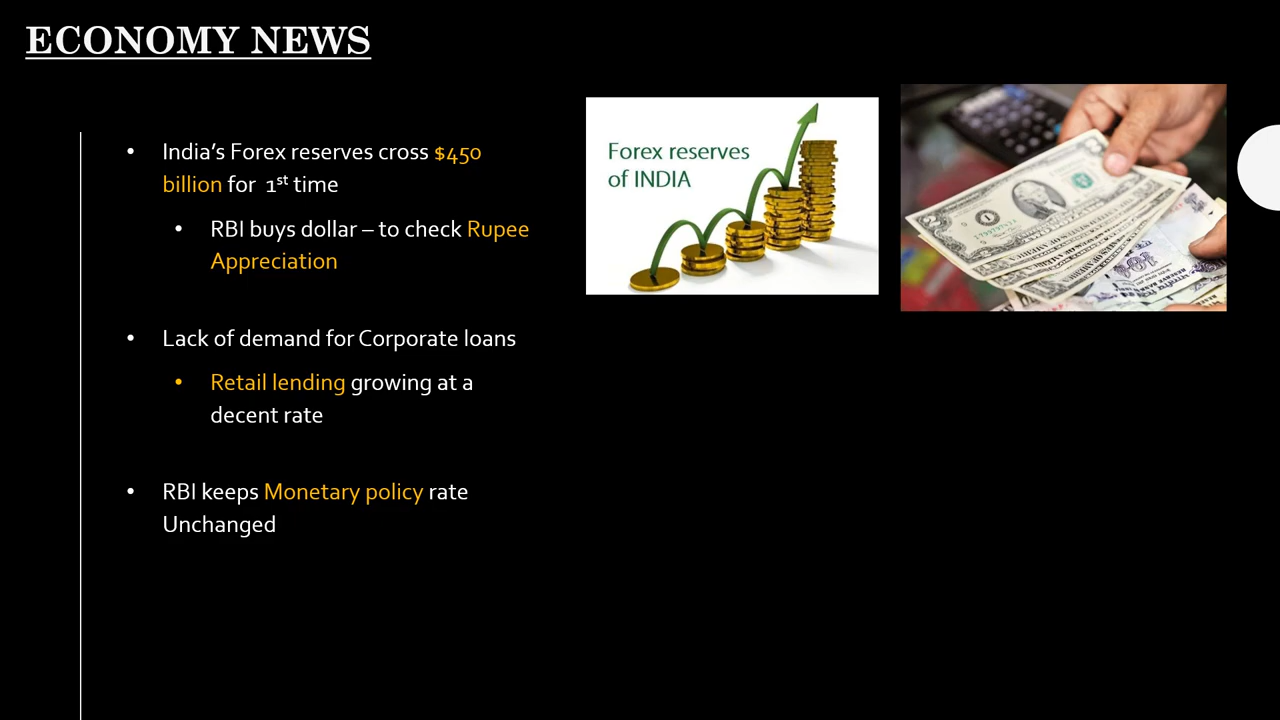 ECONOMY NEWS
• India’s Forex reserves cross $450
billion for 1st time
• RBI buys dollar – to check Rupee
Appreciation
• Lack of demand for Corporate loans
• Retail lending growing at a
decent rate
• RBI keeps Monetary policy rate
Unchanged
Forex reserves
of INDIA